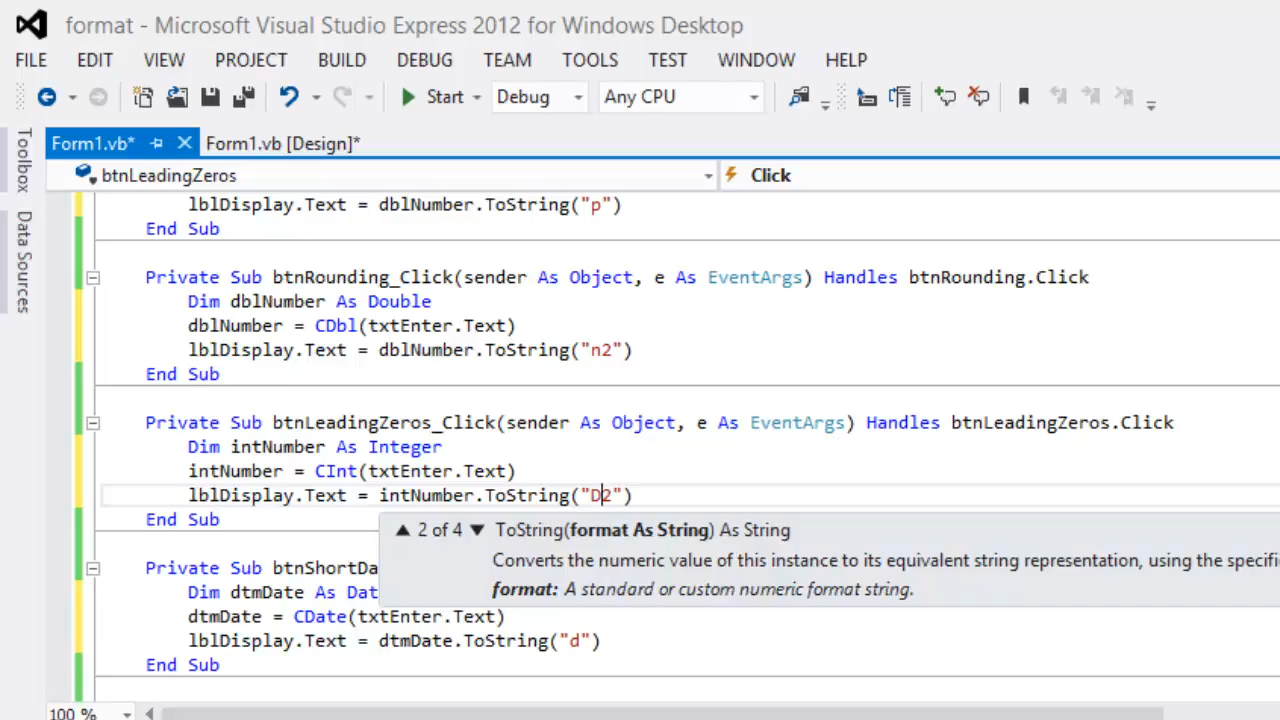 format - Microsoft Visual Studio Express 2012 for Windows Desktop
FILE EDIT VIEW PROJECT BUILD DEBUG TEAM TOOLS TEST WINDOW HELP
Start Debug Any CPU
Toolbox
Data Sources
Form1.vb* Form1.vb [Design]*
btnLeadingZeros Click
lblDisplay.Text = dblNumber.ToString("p")
End Sub
Private Sub btnRounding_Click(sender As Object, e As EventArgs) Handles btnRounding.Click
Dim dblNumber As Double
dblNumber = CDbl(txtEnter.Text)
lblDisplay.Text = dblNumber.ToString("n2")
End Sub
Private Sub btnLeadingZeros_Click(sender As Object, e As EventArgs) Handles btnLeadingZeros.Click
Dim intNumber As Integer
intNumber = CInt(txtEnter.Text)
lblDisplay.Text = intNumber.ToString("D2")
End Sub
▲ 2 of 4 ▼ ToString(format As String) As String
Converts the numeric value of this instance to its equivalent string representation, using the specifi
format: A standard or custom numeric format string.
Private Sub btnShortDa
Dim dtmDate As Dat
dtmDate = CDate(txtEnter.Text)
lblDisplay.Text = dtmDate.ToString("d")
End Sub
100 %